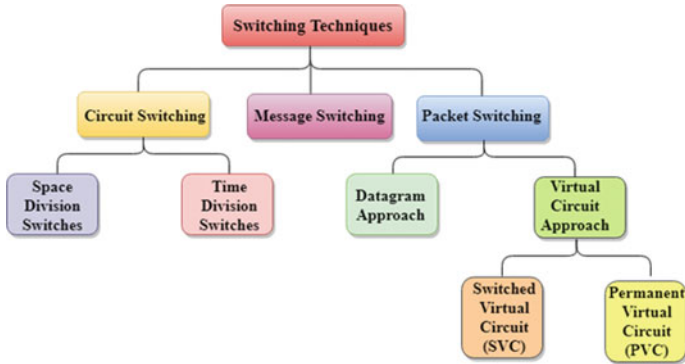 Switching Techniques
Circuit Switching
Message Switching
Packet Switching
Space
Division
Switches
Time
Division
Switches
Datagram
Approach
Virtual
Circuit
Approach
Switched
Virtual
Circuit
(SVC)
Permanent
Virtual
Circuit
(PVC)